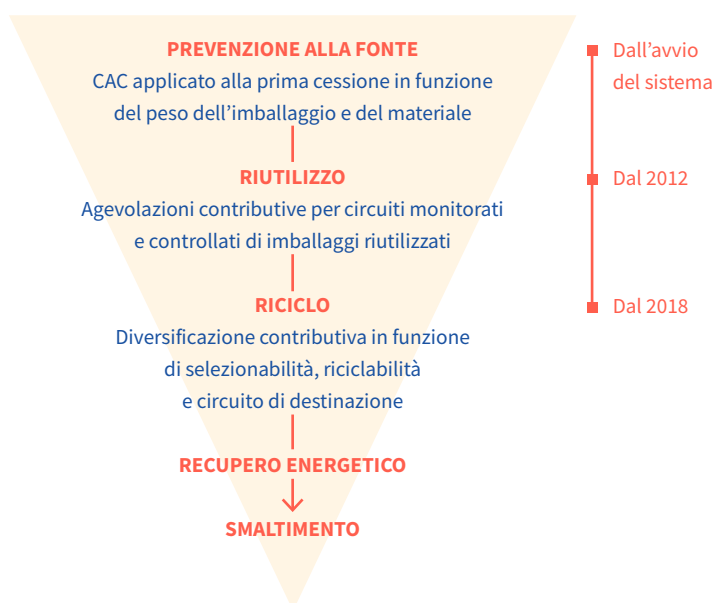 PREVENZIONE ALLA FONTE
CAC applicato alla prima cessione in funzione
del peso dell’imballaggio e del materiale
Dall’avvio
del sistema
RIUTILIZZO
Agevolazioni contributive per circuiti monitorati
e controllati di imballaggi riutilizzati
Dal 2012
RICICLO
Diversificazione contributiva in funzione
di selezionabilità, riciclabilità
e circuito di destinazione
Dal 2018
RECUPERO ENERGETICO
SMALTIMENTO